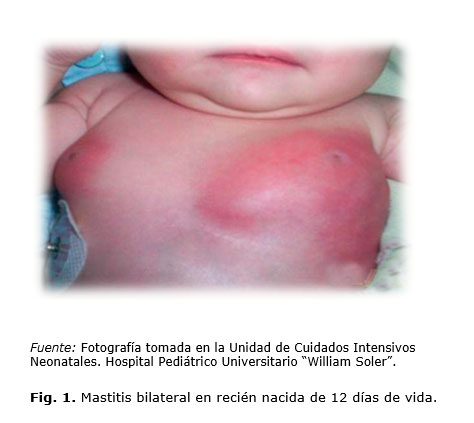 Fuente: Fotografía tomada en la Unidad de Cuidados Intensivos
Neonatales. Hospital Pediátrico Universitario “William Soler”.
Fig. 1. Mastitis bilateral en recién nacida de 12 días de vida.